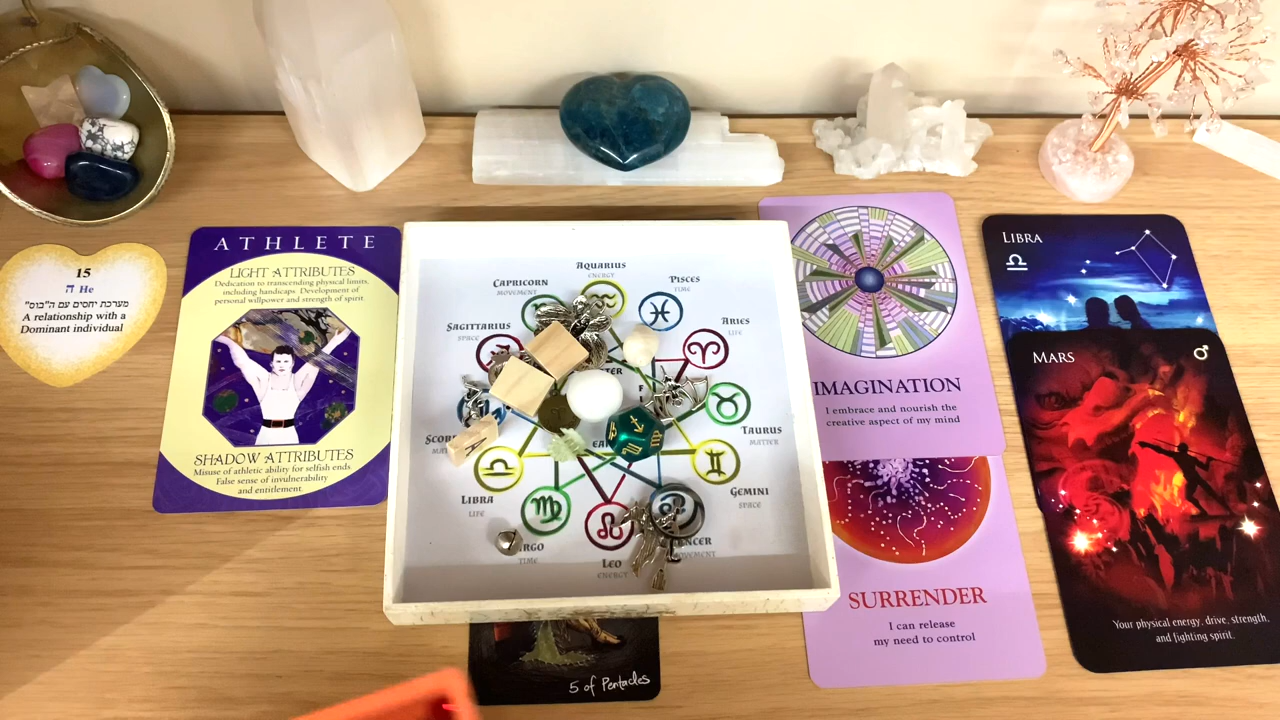 15
ה He
מערכת יחסים עם ה"בוס"
A relationship with a
Dominant individual
ATHLETE
LIGHT ATTRIBUTES
Dedication to transcending physical limits,
including handicaps. Development of
personal willpower and strength of spirit.
SHADOW ATTRIBUTES
Misuse of athletic ability for selfish ends.
False sense of invulnerability
and entitlement.
AQUARIUS
ENERGY
PISCES
TIME
ARIES
LIFE
TAURUS
MATTER
GEMINI
SPACE
MOVEMENT
LEO
ENERGY
TIME
LIBRA
LIFE
SAGITTARIUS
SPACE
CAPRICORN
MOVEMENT
5 of Pentacles
IMAGINATION
I embrace and nourish the
creative aspect of my mind
SURRENDER
I can release
my need to control
LIBRA
♎
MARS
♂
Your physical energy, drive, strength,
and fighting spirit.